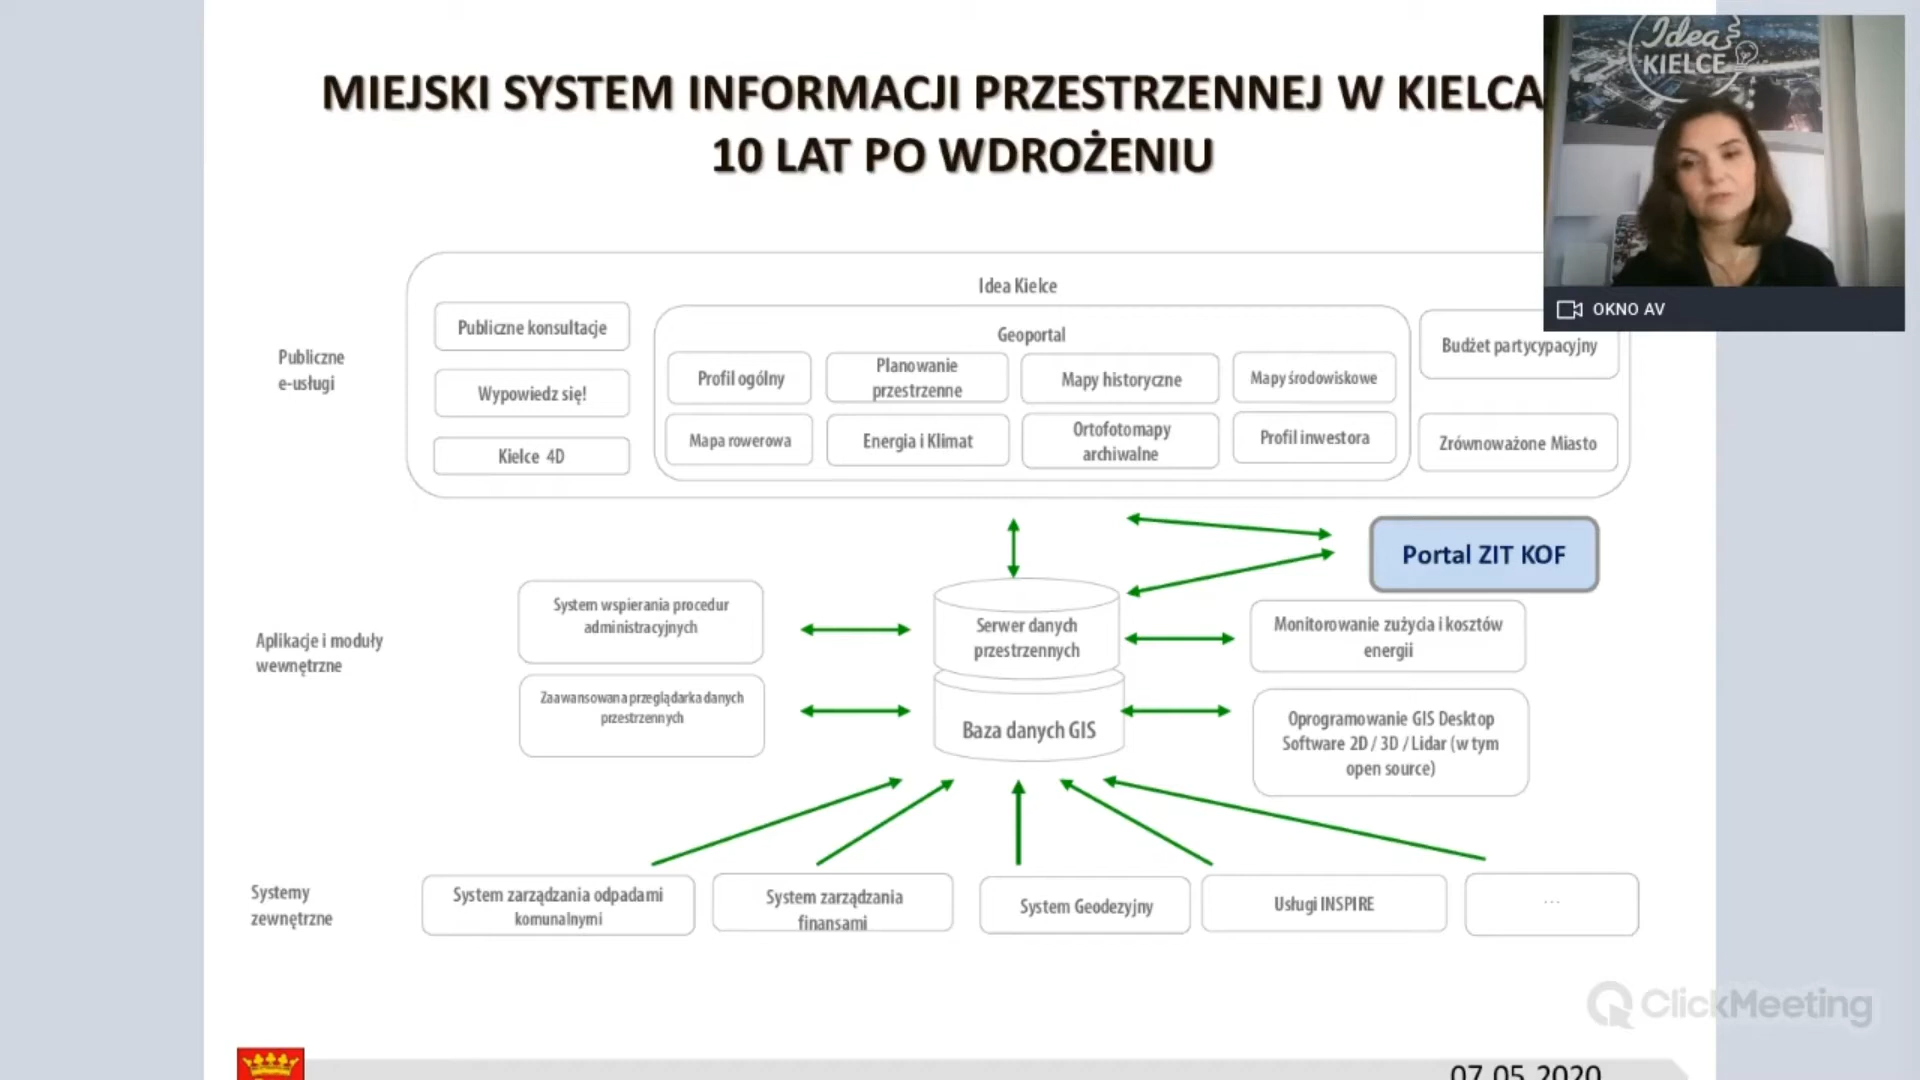 MIEJSKI SYSTEM INFORMACJI PRZESTRZENNEJ W KIELCA
10 LAT PO WDROŻENIU
Idea
KIELCE
OKNO AV
Publiczne
e-usługi
Idea Kielce
Publiczne konsultacje
Wypowiedz się!
Kielce 4D
Geoportal
Profil ogólny
Planowanie
przestrzenne
Mapy historyczne
Mapy środowiskowe
Mapa rowerowa
Energia i Klimat
Ortofotomapy
archiwalne
Profil inwestora
Budżet partycypacyjny
Zrównoważone Miasto
Portal ZIT KOF
Aplikacje i moduły
wewnętrzne
System wspierania procedur
administracyjnych
Zaawansowana przeglądarka danych
przestrzennych
Serwer danych
przestrzennych
Baza danych GIS
Monitorowanie zużycia i kosztów
energii
Oprogramowanie GIS Desktop
Software 2D / 3D / Lidar (w tym
open source)
Systemy
zewnętrzne
System zarządzania odpadami
komunalnymi
System zarządzania
finansami
System Geodezyjny
Usługi INSPIRE
...
ClickMeeting
07.05.2020